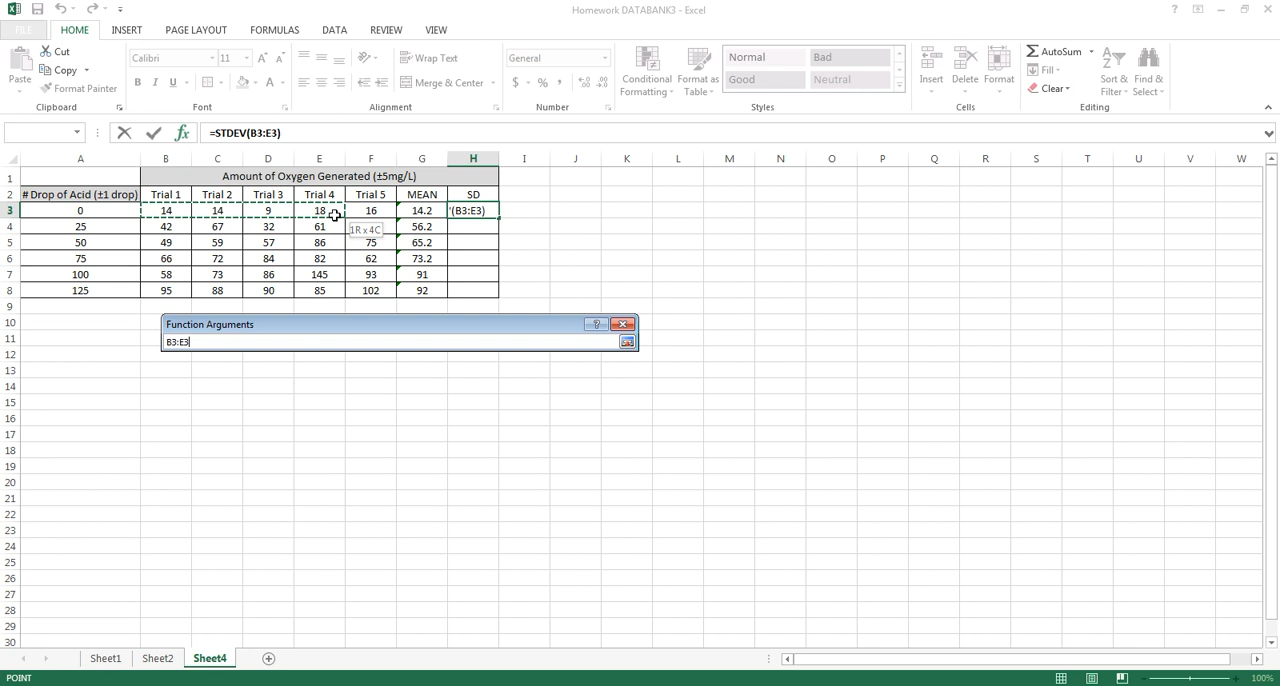 Homework DATABANK3 - Excel
FILE HOME INSERT PAGE LAYOUT FORMULAS DATA REVIEW VIEW
Paste Cut Copy Format Painter
Calibri 11
B I U A
Wrap Text
Merge & Center
General
$ % ,
Conditional Formatting Format as Table
Normal Bad
Good Neutral
Insert Delete Format
AutoSum
Fill
Clear
Sort & Filter Find & Select
Clipboard Font Alignment Number Styles Cells Editing
fx =STDEV(B3:E3)
A B C D E F G H I J K L M N O P Q R S T U V W
1 Amount of Oxygen Generated (±5mg/L)
2 # Drop of Acid (±1 drop) Trial 1 Trial 2 Trial 3 Trial 4 Trial 5 MEAN SD
3 0 14 14 9 18 16 14.2 '(B3:E3)
4 25 42 67 32 61 1R x 4C 56.2
5 50 49 59 57 86 75 65.2
6 75 66 72 84 82 62 73.2
7 100 58 73 86 145 93 91
8 125 95 88 90 85 102 92
9
10 Function Arguments ?
11 B3:E3
12
13
14
15
16
17
18
19
20
21
22
23
24
25
26
27
28
29
30
Sheet1 Sheet2 Sheet4
POINT 100%